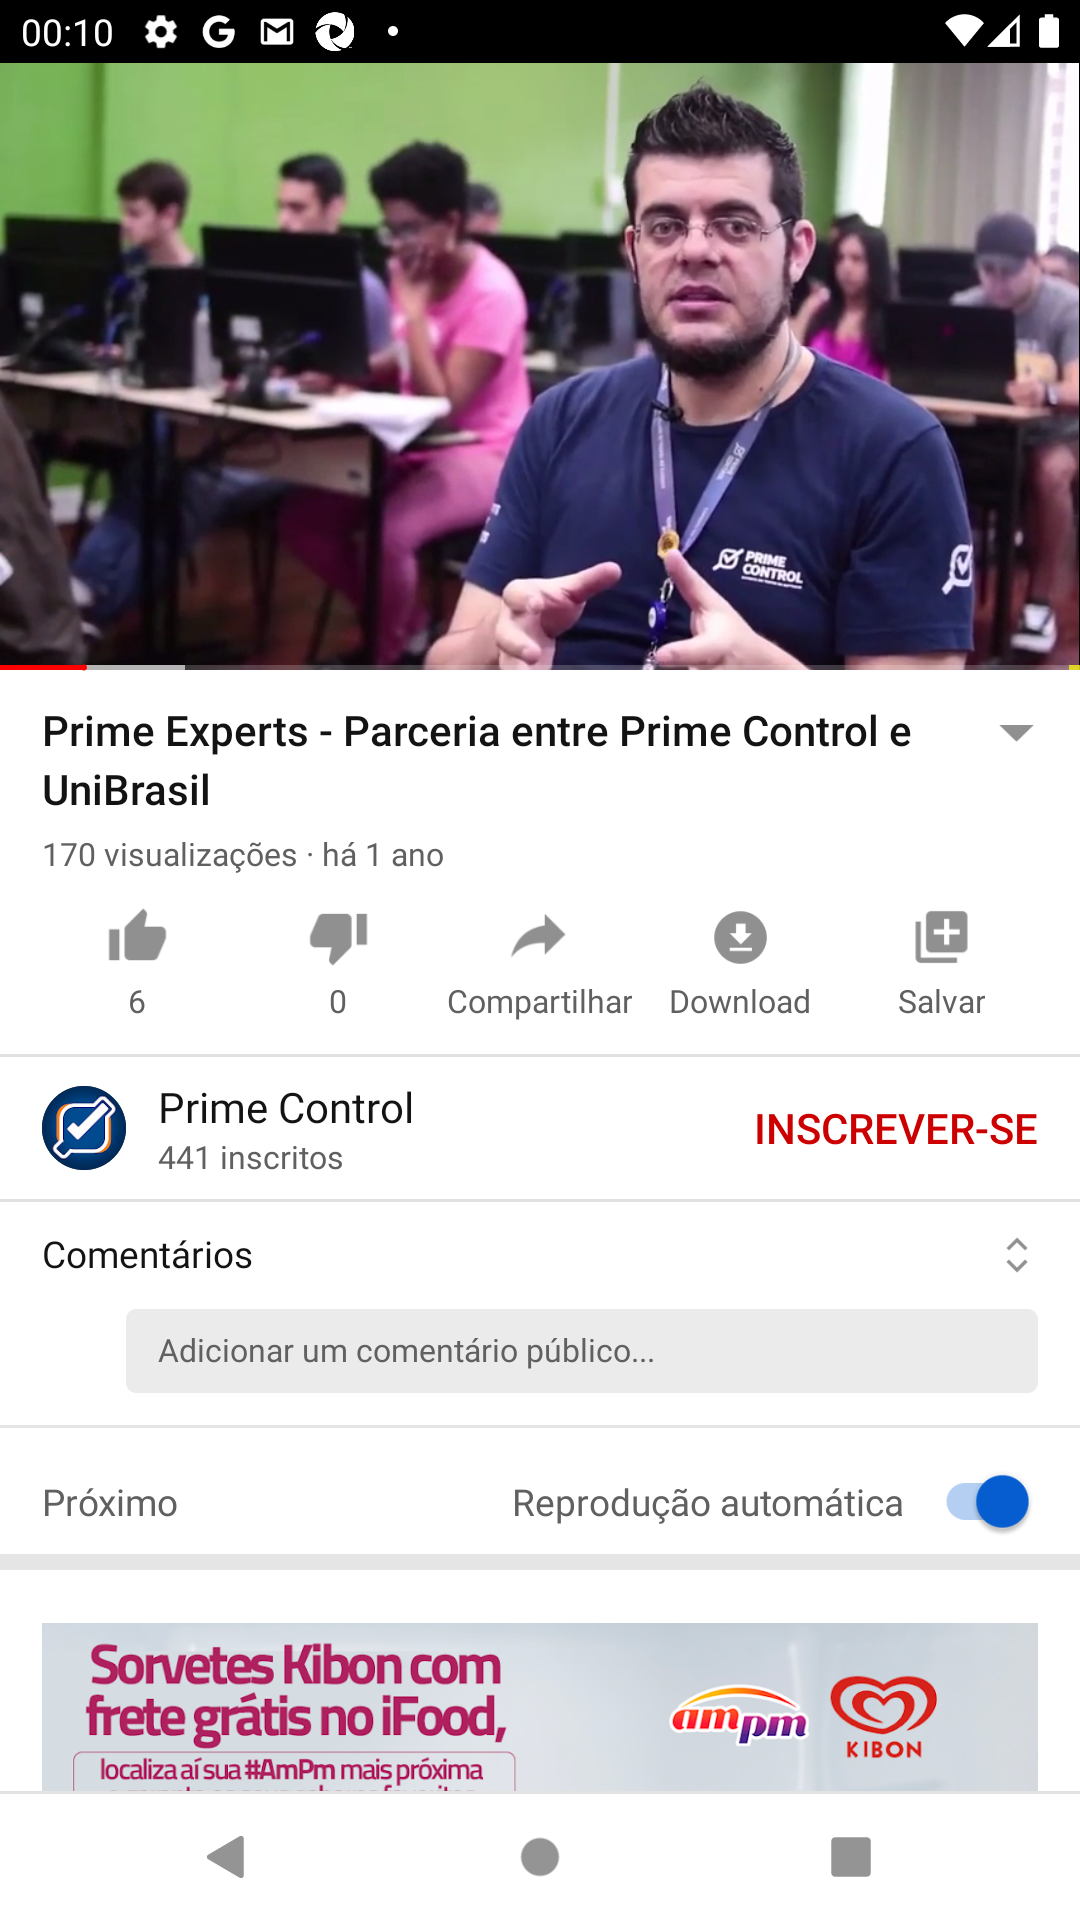 00:10
PRIME
CONTROL
Prime Experts - Parceria entre Prime Control e
UniBrasil
170 visualizações · há 1 ano
6 0 Compartilhar Download Salvar
Prime Control
441 inscritos
INSCREVER-SE
Comentários
Adicionar um comentário público...
Próximo Reprodução automática
Sorvetes Kibon com
frete grátis no iFood,
localiza aí sua #AmPm mais próxima
ampm
KIBON